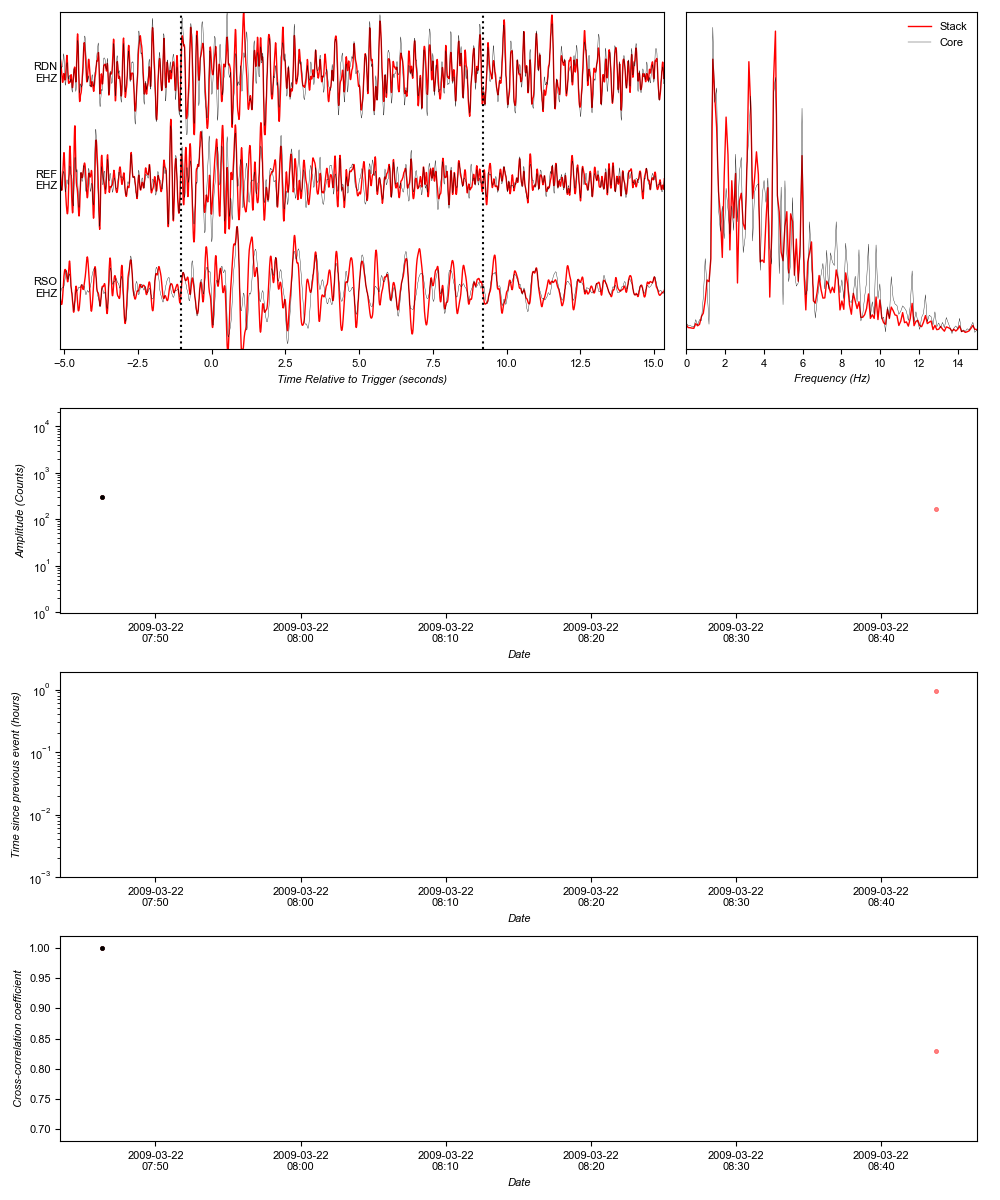 RDN
EHZ
REF
EHZ
RSO
EHZ
−5.0 −2.5 0.0 2.5 5.0 7.5 10.0 12.5 15.0
Time Relative to Trigger (seconds)
Stack
Core
0 2 4 6 8 10 12 14
Frequency (Hz)
10^4
10^3
10^2
10^1
10^0
Amplitude (Counts)
2009-03-22 2009-03-22 2009-03-22 2009-03-22 2009-03-22 2009-03-22
07:50 08:00 08:10 08:20 08:30 08:40
Date
10^0
10^−1
10^−2
10^−3
Time since previous event (hours)
2009-03-22 2009-03-22 2009-03-22 2009-03-22 2009-03-22 2009-03-22
07:50 08:00 08:10 08:20 08:30 08:40
Date
1.00
0.95
0.90
0.85
0.80
0.75
0.70
Cross-correlation coefficient
2009-03-22 2009-03-22 2009-03-22 2009-03-22 2009-03-22 2009-03-22
07:50 08:00 08:10 08:20 08:30 08:40
Date